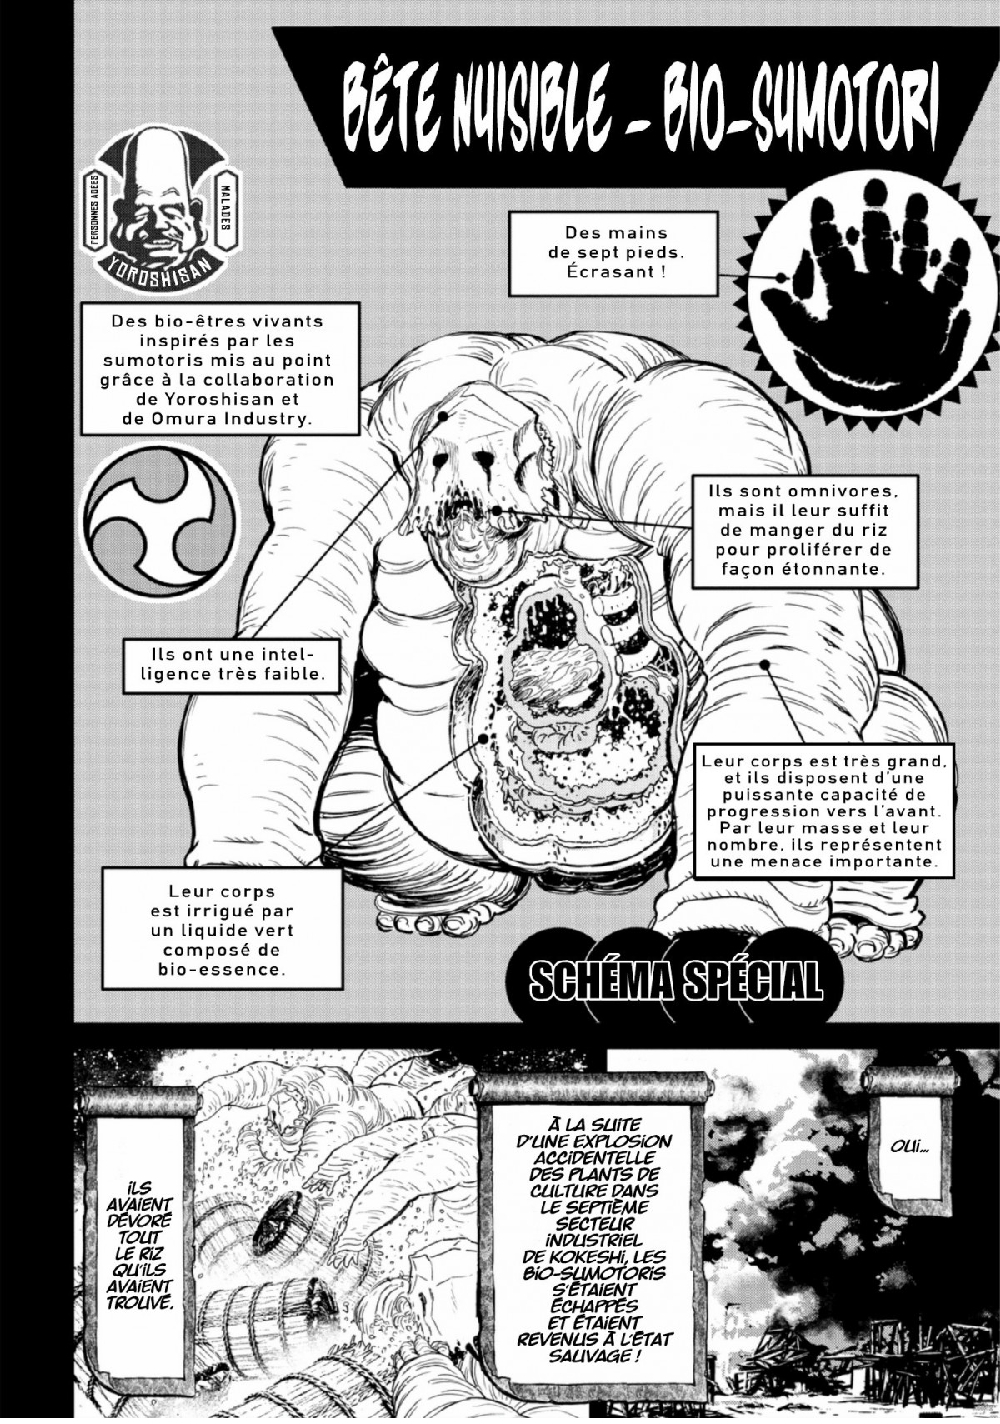 BÊTE NUISIBLE - BIO-SUMOTORI
PERSONNES AGEES
MALADES
YOROSHISAN
Des mains
de sept pieds.
Écrasant !
Des bio-êtres vivants
inspirés par les
sumotoris mis au point
grâce à la collaboration
de Yoroshisan et
de Omura Industry.
Ils sont omnivores,
mais il leur suffit
de manger du riz
pour proliférer de
façon étonnante.
Ils ont une intel-
ligence très faible.
Leur corps est très grand,
et ils disposent d'une
puissante capacité de
progression vers l'avant.
Par leur masse et leur
nombre, ils représentent
une menace importante.
Leur corps
est irrigué par
un liquide vert
composé de
bio-essence.
SCHÉMA SPÉCIAL
OUI...
À LA SUITE
D'UNE EXPLOSION
ACCIDENTELLE
DES PLANTS DE
CULTURE DANS
LE SEPTIÈME
SECTEUR
INDUSTRIEL
DE KOKESHI, LES
BIO-SUMOTORIS
S'ÉTAIENT
ÉCHAPPÉS
ET ÉTAIENT
REVENUS À L'ÉTAT
SAUVAGE !
ILS
AVAIENT
DÉVORÉ
TOUT
LE RIZ
QU'ILS
AVAIENT
TROUVÉ.